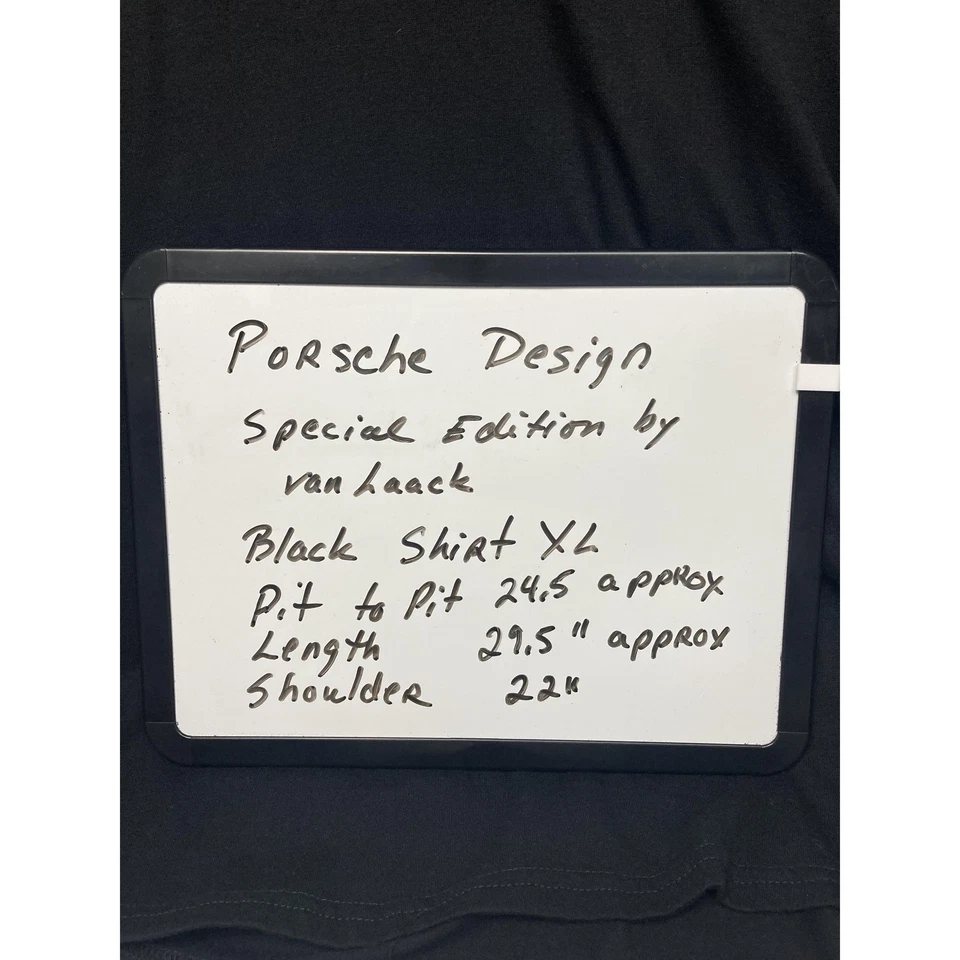 Porsche Design
Special Edition by
van Laack
Black Shirt XL
Pit to Pit 24.5 approx
Length 29.5" approx
Shoulder 22"